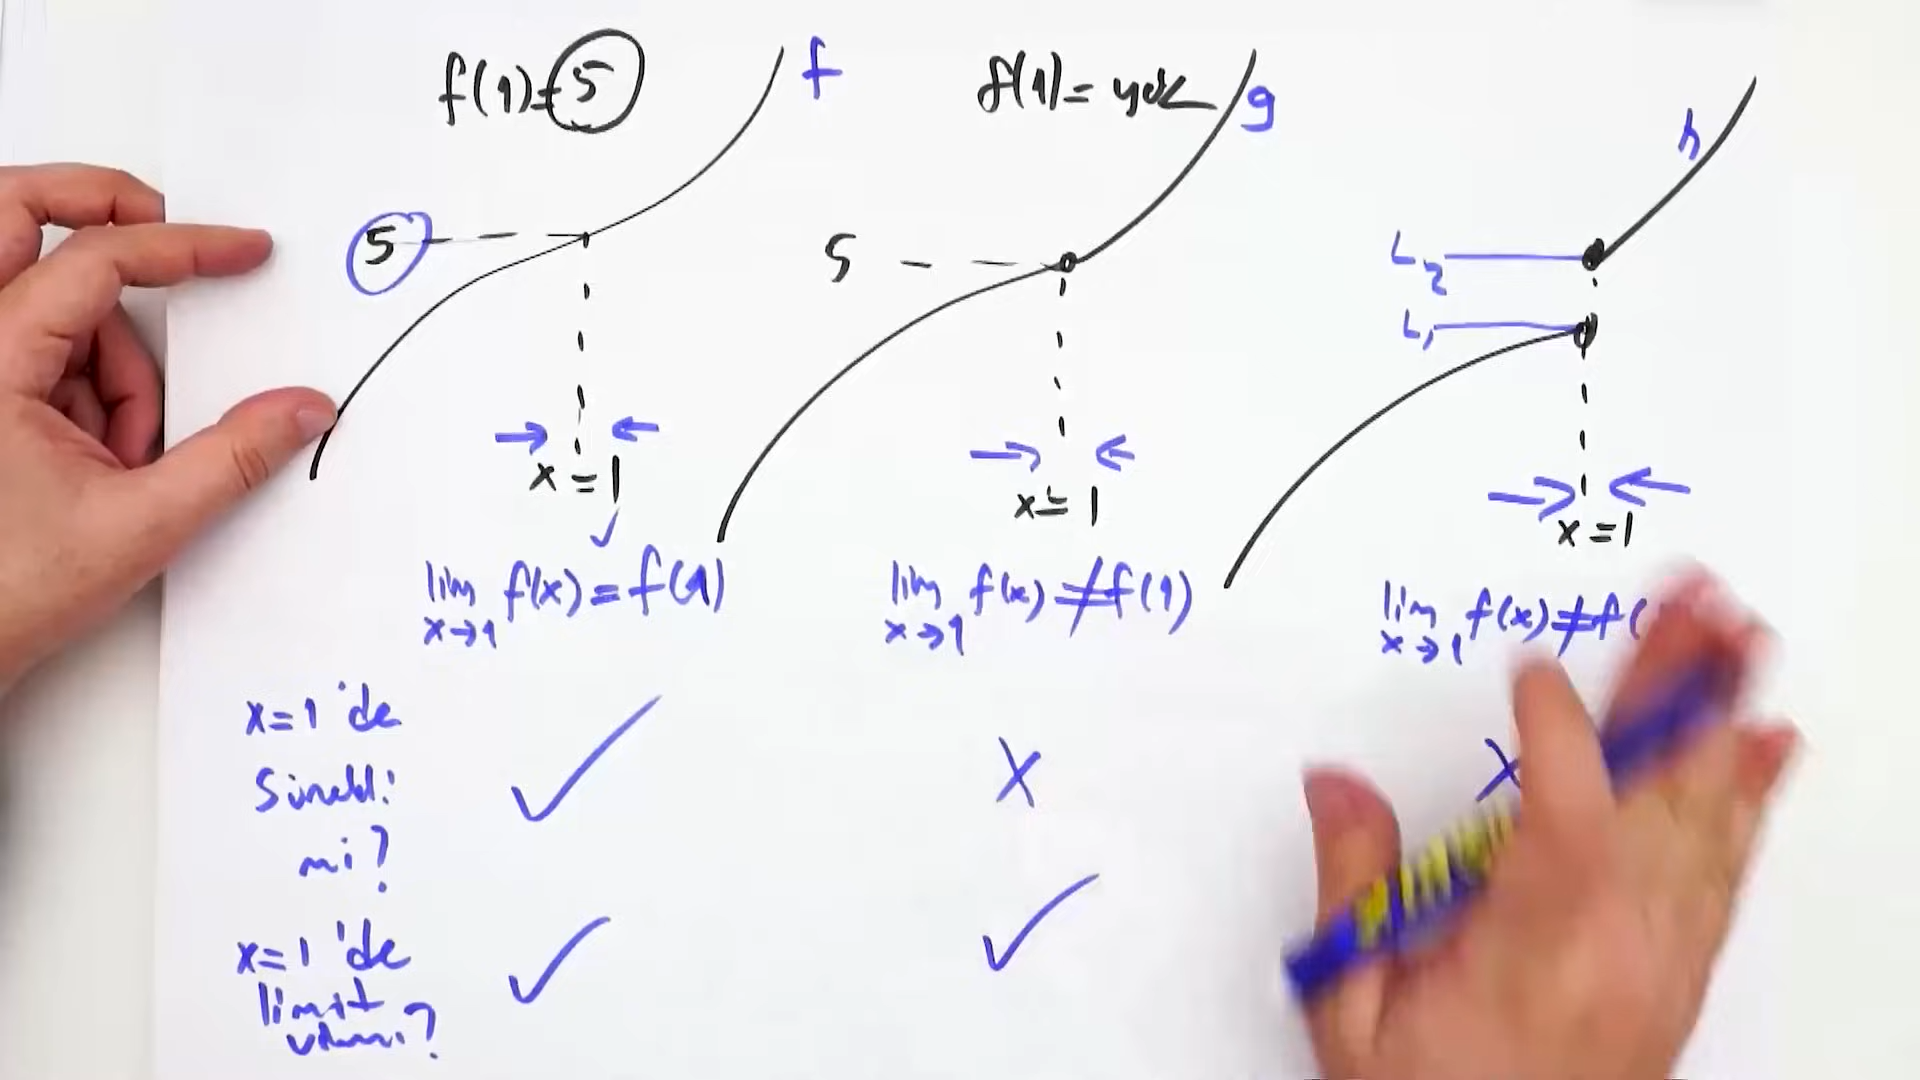 f(1)=5
f
f(1)= yok
g
h
5
5
L2
L1
x=1
x=1
x=1
lim f(x) = f(1)
x→1
lim f(x) ≠ f(1)
x→1
lim f(x) ≠ f(
x→1
x=1'de
Sürekli
mi?
x=1'de
limit
var mı?